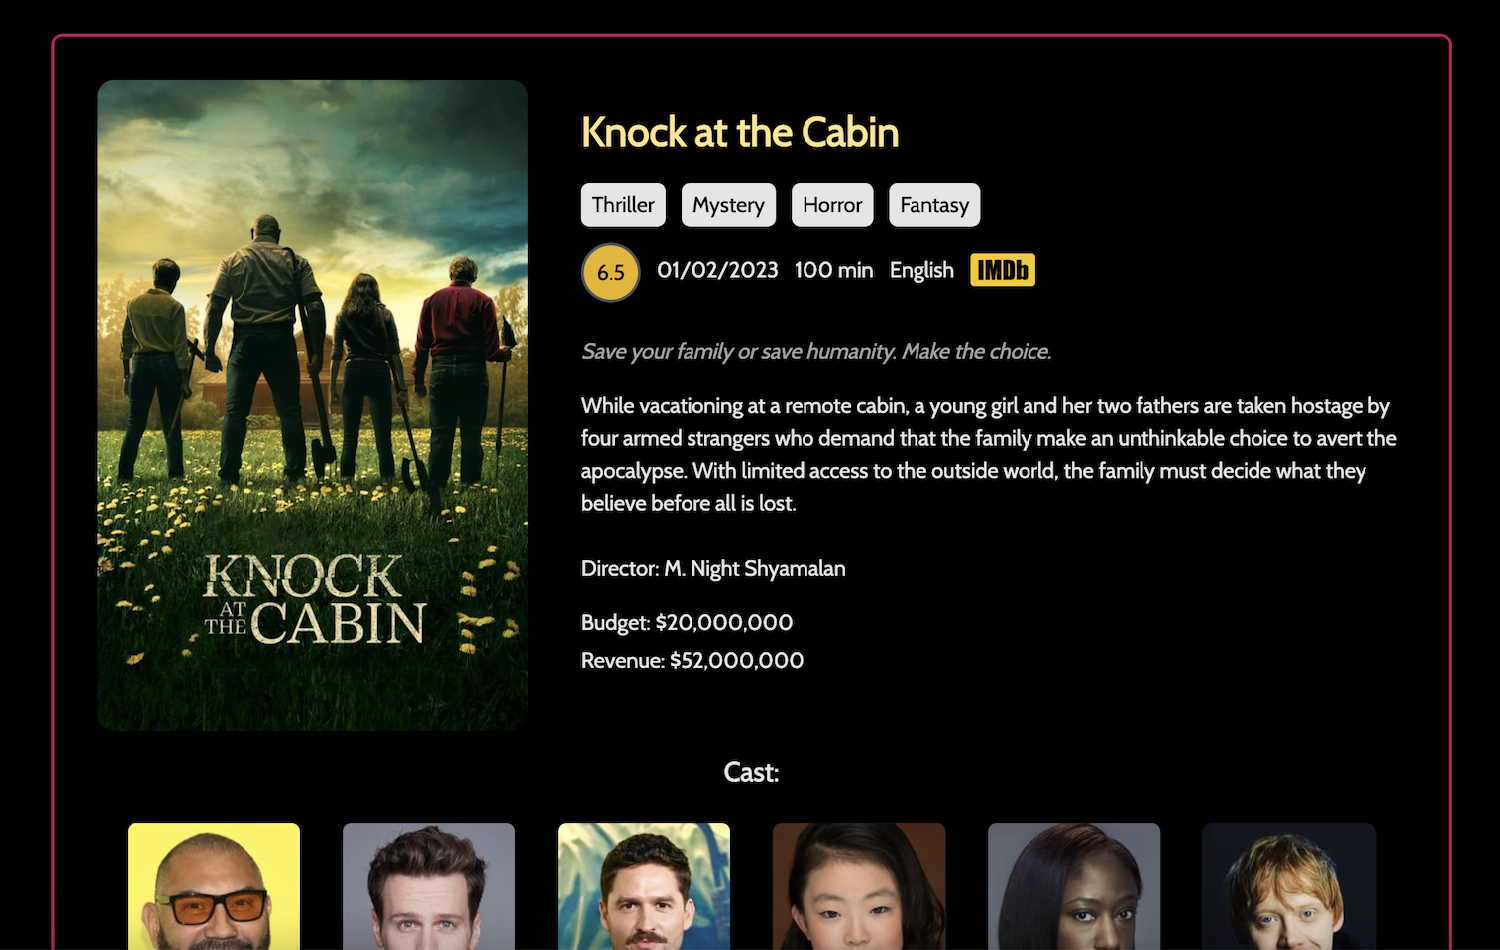 KNOCK
AT
THE CABIN
Knock at the Cabin
Thriller Mystery Horror Fantasy
6.5 01/02/2023 100 min English IMDb
Save your family or save humanity. Make the choice.
While vacationing at a remote cabin, a young girl and her two fathers are taken hostage by
four armed strangers who demand that the family make an unthinkable choice to avert the
apocalypse. With limited access to the outside world, the family must decide what they
believe before all is lost.
Director: M. Night Shyamalan
Budget: $20,000,000
Revenue: $52,000,000
Cast: